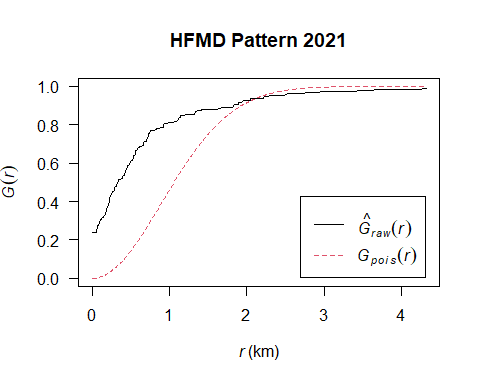 HFMD Pattern 2021
G(r)
1.0
0.8
0.6
0.4
0.2
0.0
Ĝraw(r)
Gpois(r)
0 1 2 3 4
r (km)